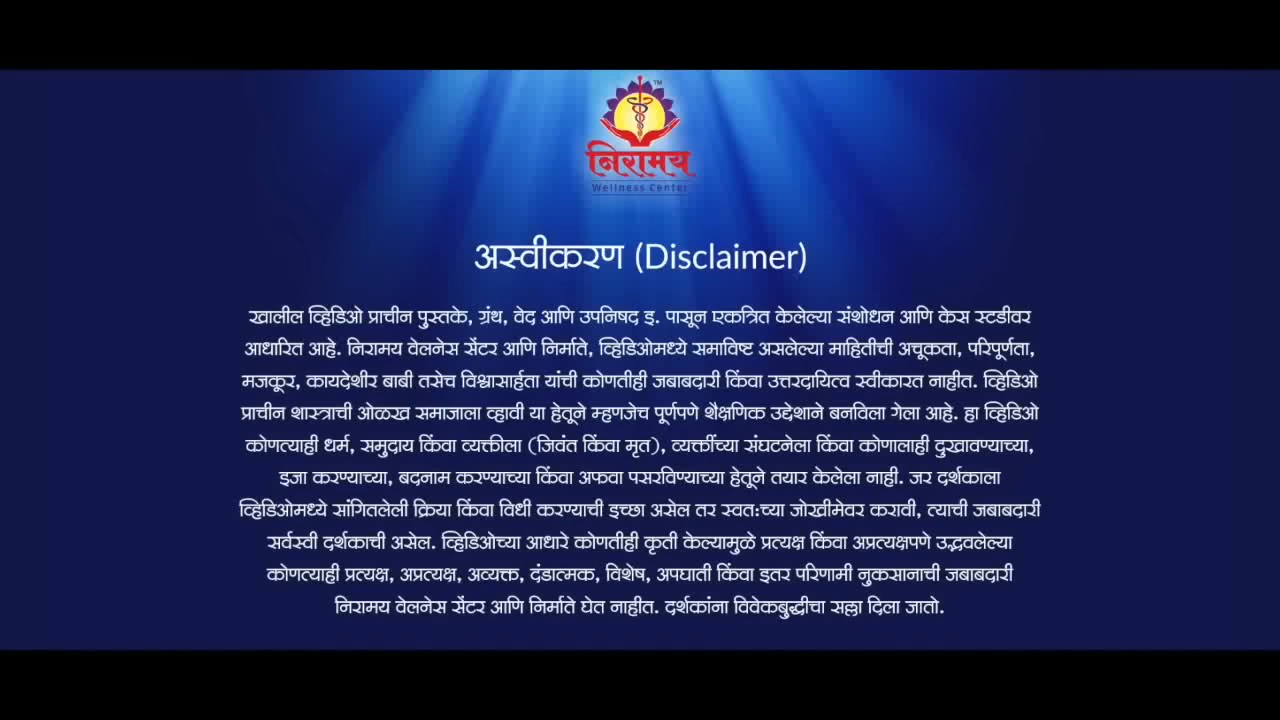 TM
निरामय
Wellness Center
अस्वीकरण (Disclaimer)
खालील व्हिडिओ प्राचीन पुस्तके, ग्रंथ, वेद आणि उपनिषद इ. पासून एकत्रित केलेल्या संशोधन आणि केस स्टडीवर
आधारित आहे. निरामय वेलनेस सेंटर आणि निर्माते, व्हिडिओमध्ये समाविष्ट असलेल्या माहितीची अचूकता, परिपूर्णता,
मजकूर, कायदेशीर बाबी तसेच विश्वासार्हता यांची कोणतीही जबाबदारी किंवा उत्तरदायित्व स्वीकारत नाहीत. व्हिडिओ
प्राचीन शास्त्राची ओळख समाजाला व्हावी या हेतूने म्हणजेच पूर्णपणे शैक्षणिक उद्देशाने बनविला गेला आहे. हा व्हिडिओ
कोणत्याही धर्म, समुदाय किंवा व्यक्तीला (जिवंत किंवा मृत), व्यक्तींच्या संघटनेला किंवा कोणालाही दुखावण्याच्या,
इजा करण्याच्या, बदनाम करण्याच्या किंवा अफवा पसरविण्याच्या हेतूने तयार केलेला नाही. जर दर्शकाला
व्हिडिओमध्ये सांगितलेली क्रिया किंवा विधी करण्याची इच्छा असेल तर स्वत:च्या जोखीमेवर करावी, त्याची जबाबदारी
सर्वस्वी दर्शकाची असेल. व्हिडिओच्या आधारे कोणतीही कृती केल्यामुळे प्रत्यक्ष किंवा अप्रत्यक्षपणे उद्भवलेल्या
कोणत्याही प्रत्यक्ष, अप्रत्यक्ष, अव्यक्त, दंडात्मक, विशेष, अपघाती किंवा इतर परिणामी नुकसानाची जबाबदारी
निरामय वेलनेस सेंटर आणि निर्माते घेत नाहीत. दर्शकांना विवेकबुद्धीचा सल्ला दिला जातो.